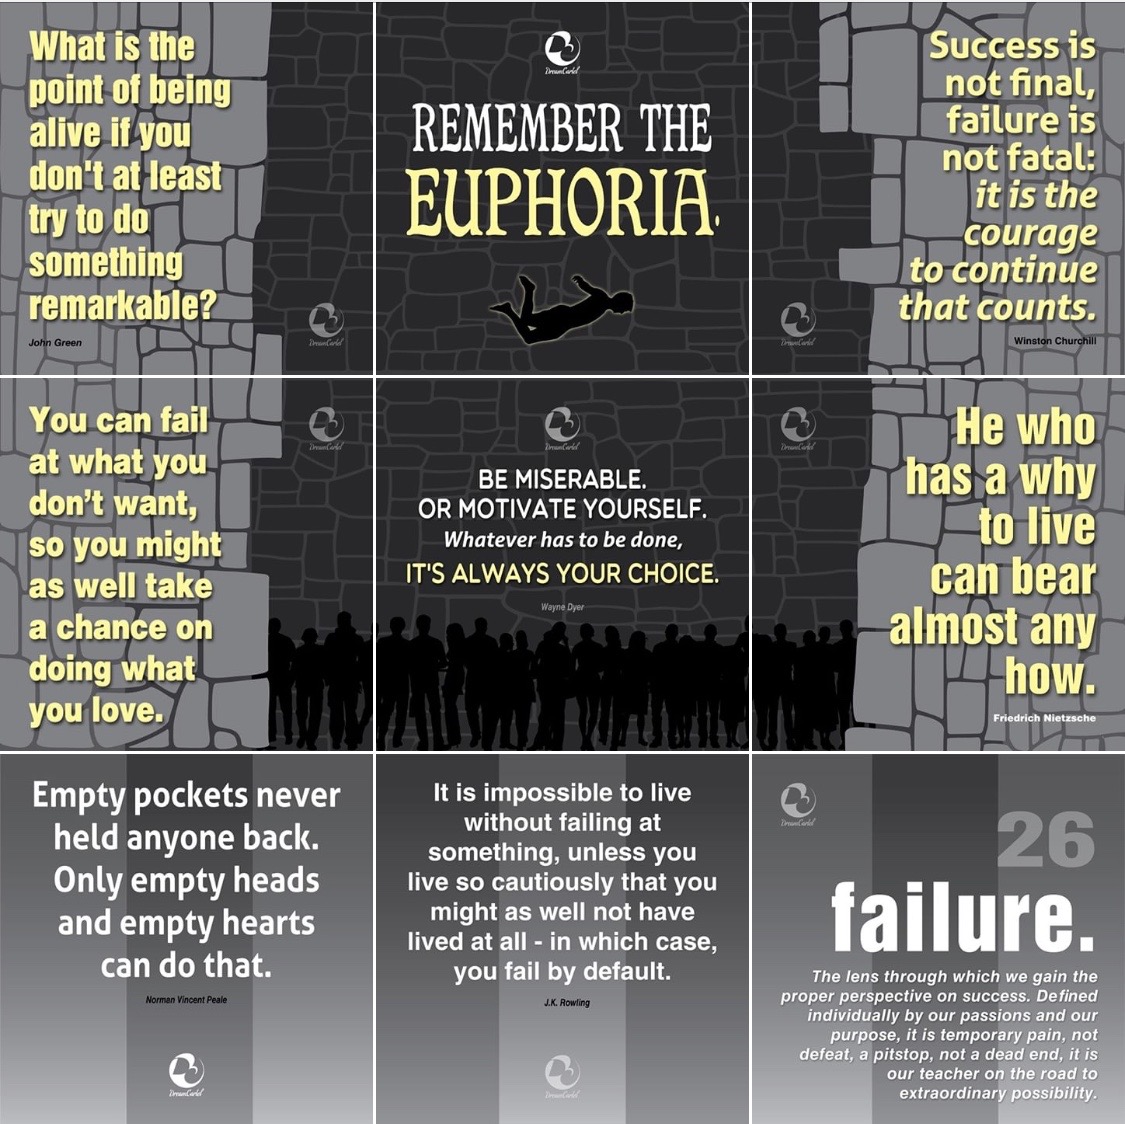 What is the
point of being
alive if you
don't at least
try to do
something
remarkable?
John Green
DreamCartel
DreamCartel
REMEMBER THE
EUPHORIA.
Success is
not final,
failure is
not fatal:
it is the
courage
to continue
that counts.
Winston Churchill
DreamCartel
You can fail
at what you
don’t want,
so you might
as well take
a chance on
doing what
you love.
DreamCartel
DreamCartel
BE MISERABLE.
OR MOTIVATE YOURSELF.
Whatever has to be done,
IT'S ALWAYS YOUR CHOICE.
Wayne Dyer
DreamCartel
He who
has a why
to live
can bear
almost any
how.
Friedrich Nietzsche
Empty pockets never
held anyone back.
Only empty heads
and empty hearts
can do that.
Norman Vincent Peale
DreamCartel
It is impossible to live
without failing at
something, unless you
live so cautiously that you
might as well not have
lived at all - in which case,
you fail by default.
J.K. Rowling
DreamCartel
DreamCartel
26
failure.
The lens through which we gain the
proper perspective on success. Defined
individually by our passions and our
purpose, it is temporary pain, not
defeat, a pitstop, not a dead end, it is
our teacher on the road to
extraordinary possibility.